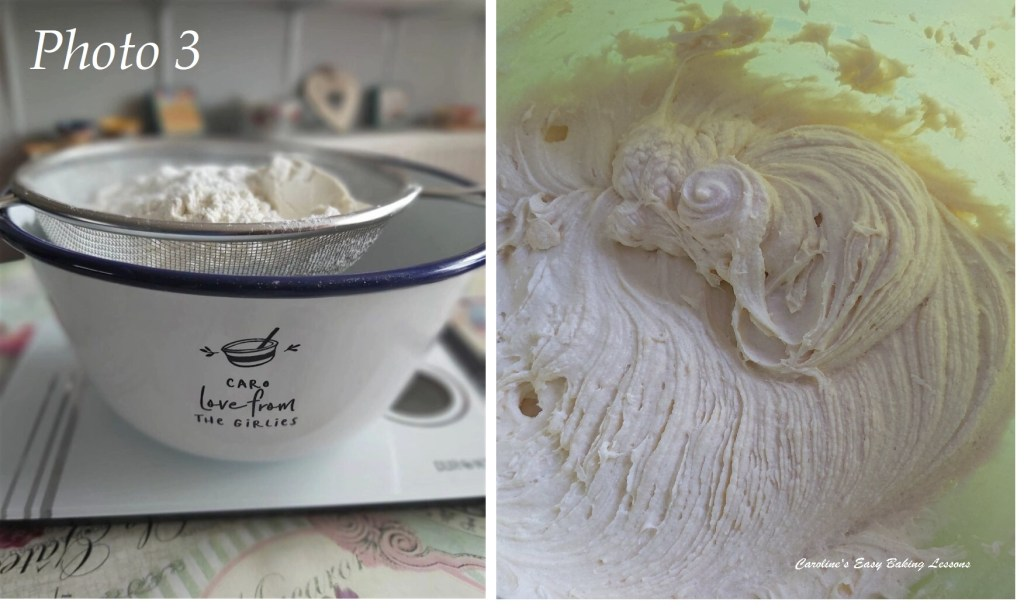 Photo 3
CARO
Love from
THE GIRLIES
Caroline's Easy Baking Lessons